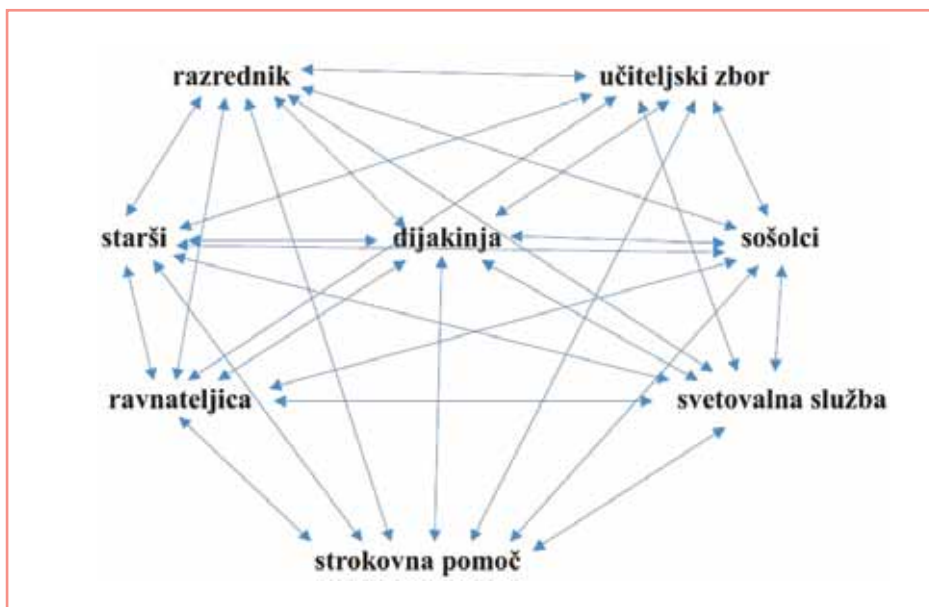 razrednik učiteljski zbor
starši dijakinja sošolci
ravnateljica svetovalna služba
strokovna pomoč